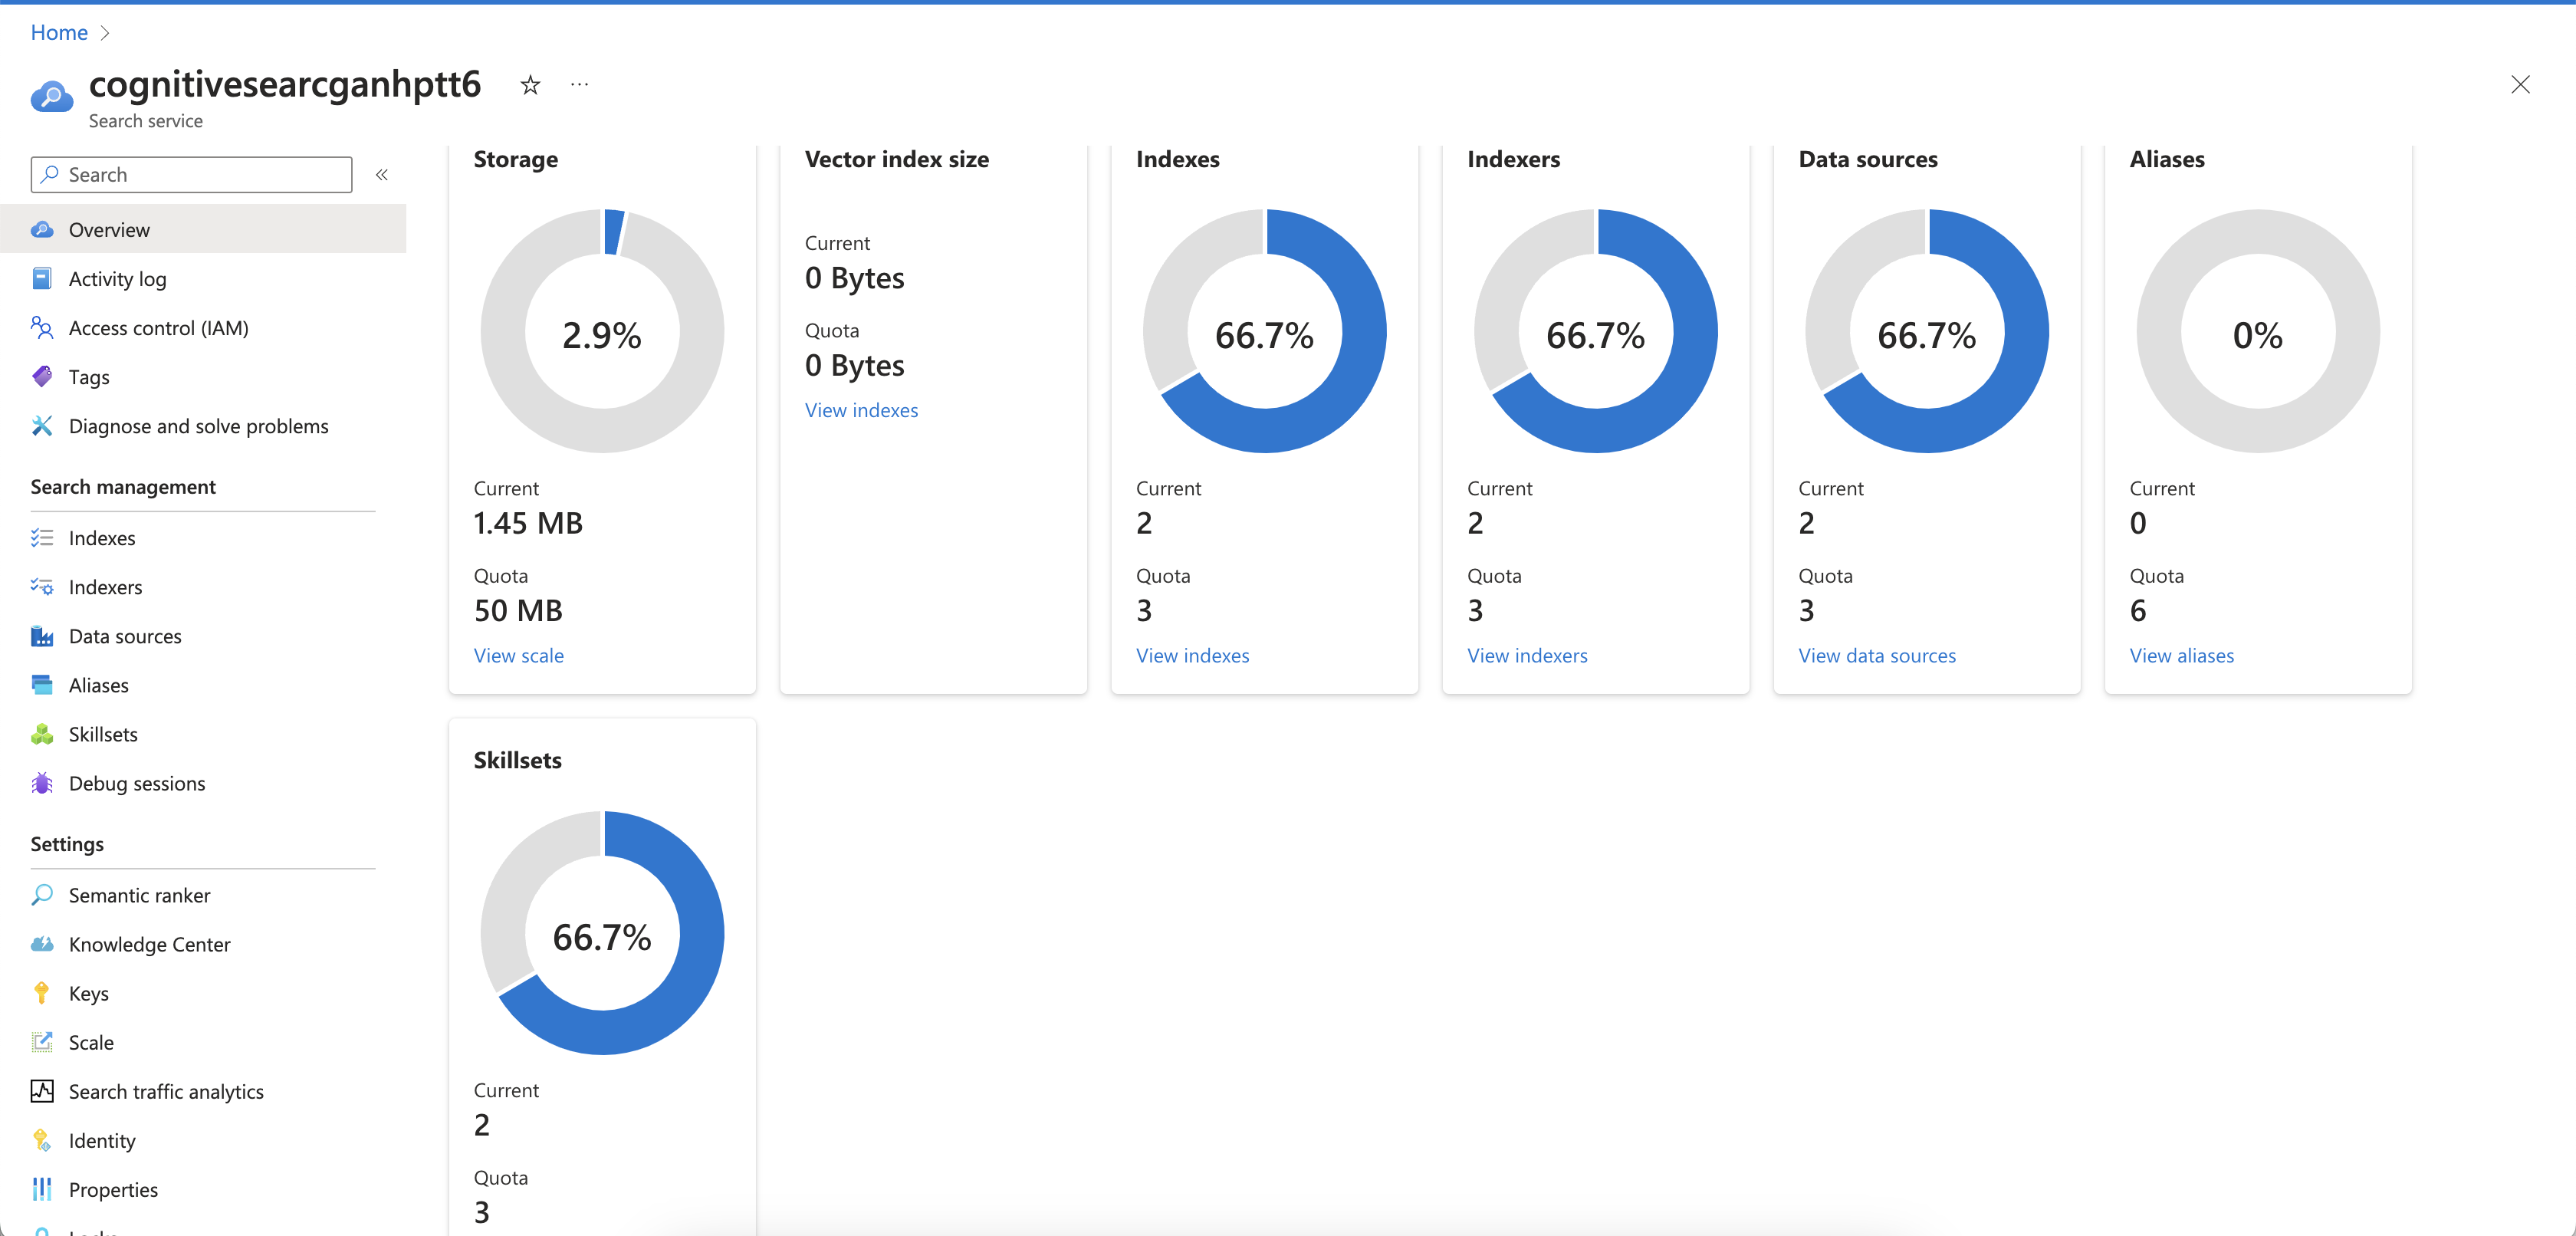 Home
cognitivesearcganhptt6
Search service
Search
Overview
Activity log
Access control (IAM)
Tags
Diagnose and solve problems
Search management
Indexes
Indexers
Data sources
Aliases
Skillsets
Debug sessions
Settings
Semantic ranker
Knowledge Center
Keys
Scale
Search traffic analytics
Identity
Properties
Storage
2.9%
Current
1.45 MB
Quota
50 MB
View scale
Vector index size
Current
0 Bytes
Quota
0 Bytes
View indexes
Indexes
66.7%
Current
2
Quota
3
View indexes
Indexers
66.7%
Current
2
Quota
3
View indexers
Data sources
66.7%
Current
2
Quota
3
View data sources
Aliases
0%
Current
0
Quota
6
View aliases
Skillsets
66.7%
Current
2
Quota
3